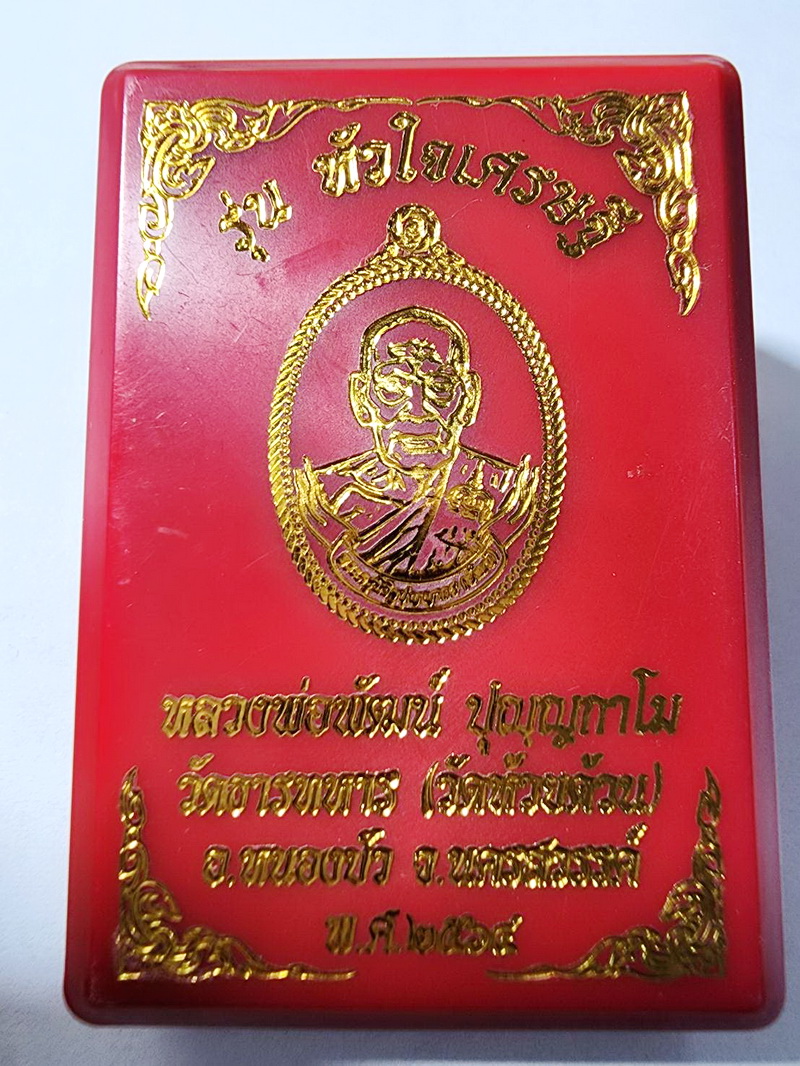 รุ่น หัวใจเศรษฐี
หลวงพ่อพัฒน์ ปุญฺญกาโม
วัดธารทหาร (วัดห้วยด้วน)
อ.หนองบัว จ.นครสวรรค์
พ.ศ.๒๕๖๔